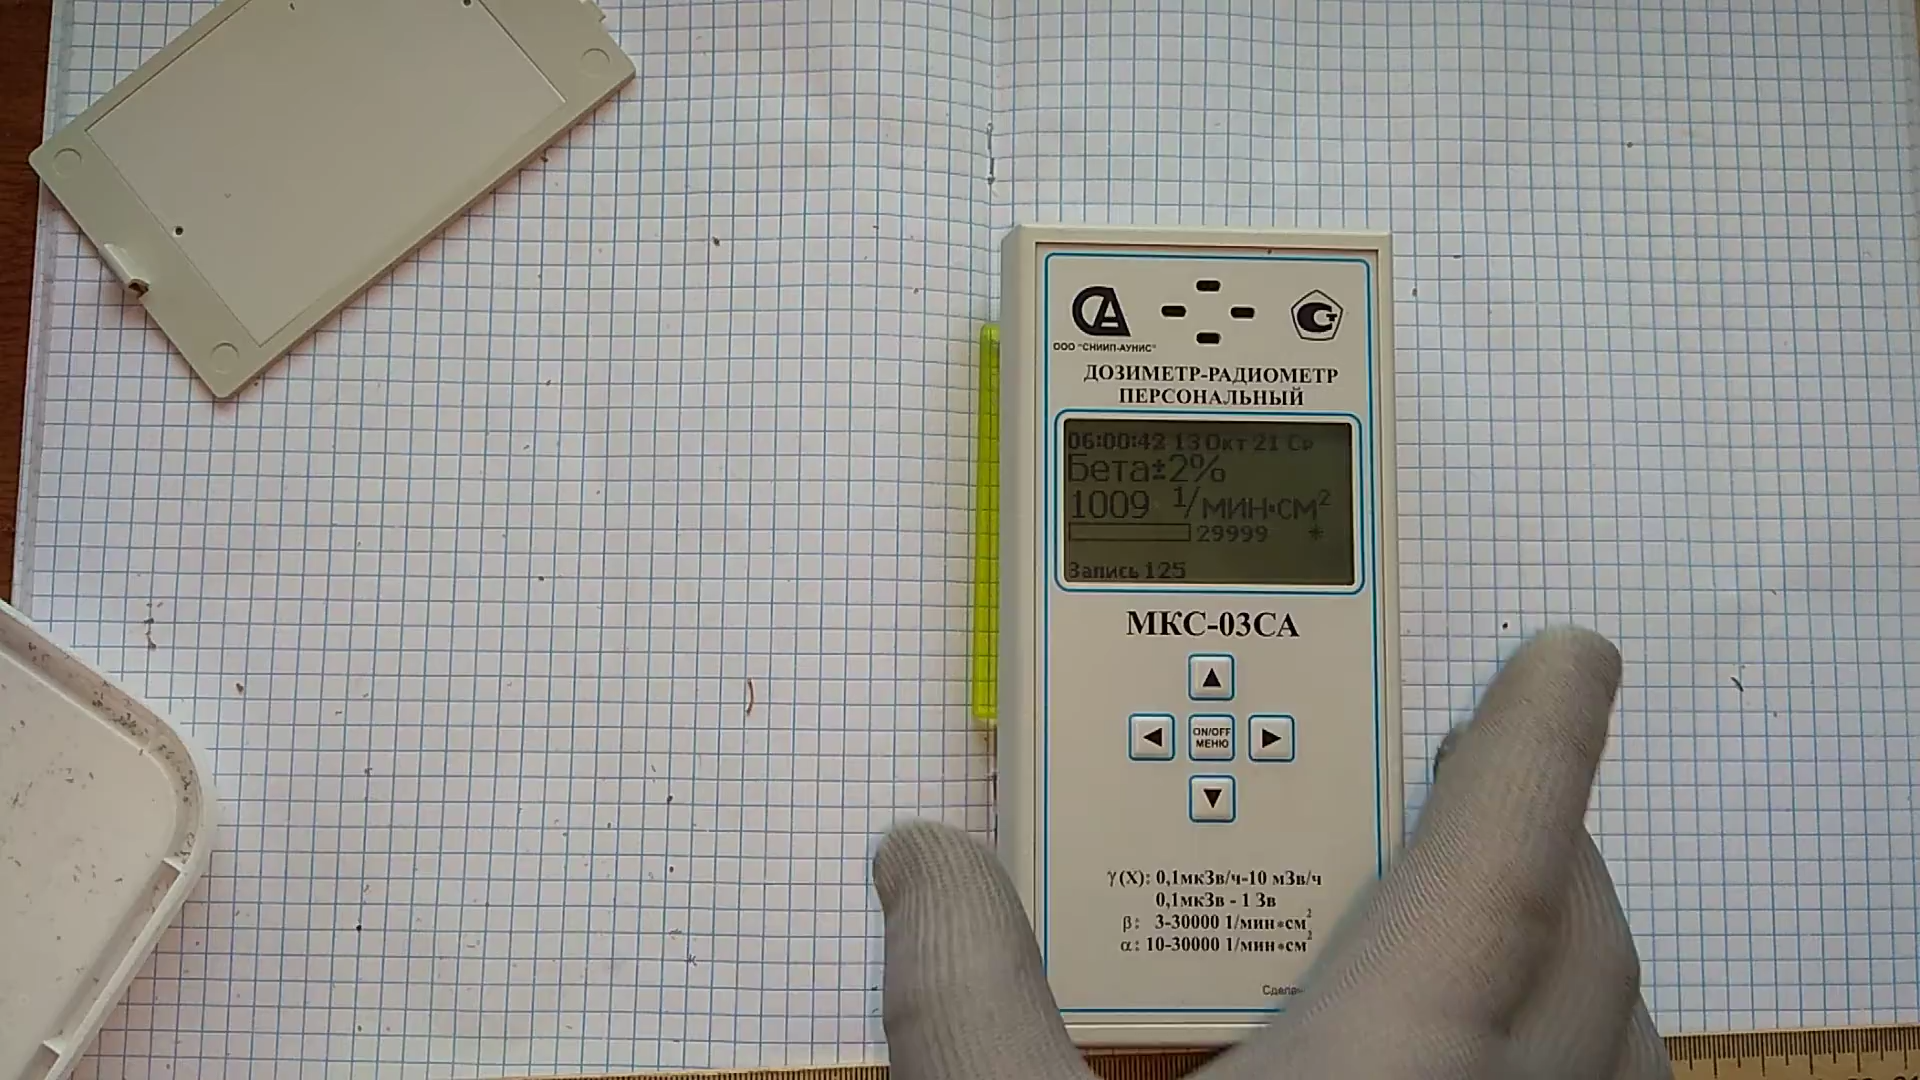 ООО "СНИИП-АУНИС"
ДОЗИМЕТР-РАДИОМЕТР
ПЕРСОНАЛЬНЫЙ
06:00:42 13 Окт 21 Ср
Бета±2%
1009 1/мин·см²
29999 *
Запись 125
МКС-03СА
ON/OFF
МЕНЮ
γ(X): 0,1мкЗв/ч-10 мЗв/ч
0,1мкЗв - 1 Зв
β: 3-30000 1/мин*см²
α: 10-30000 1/мин*см²